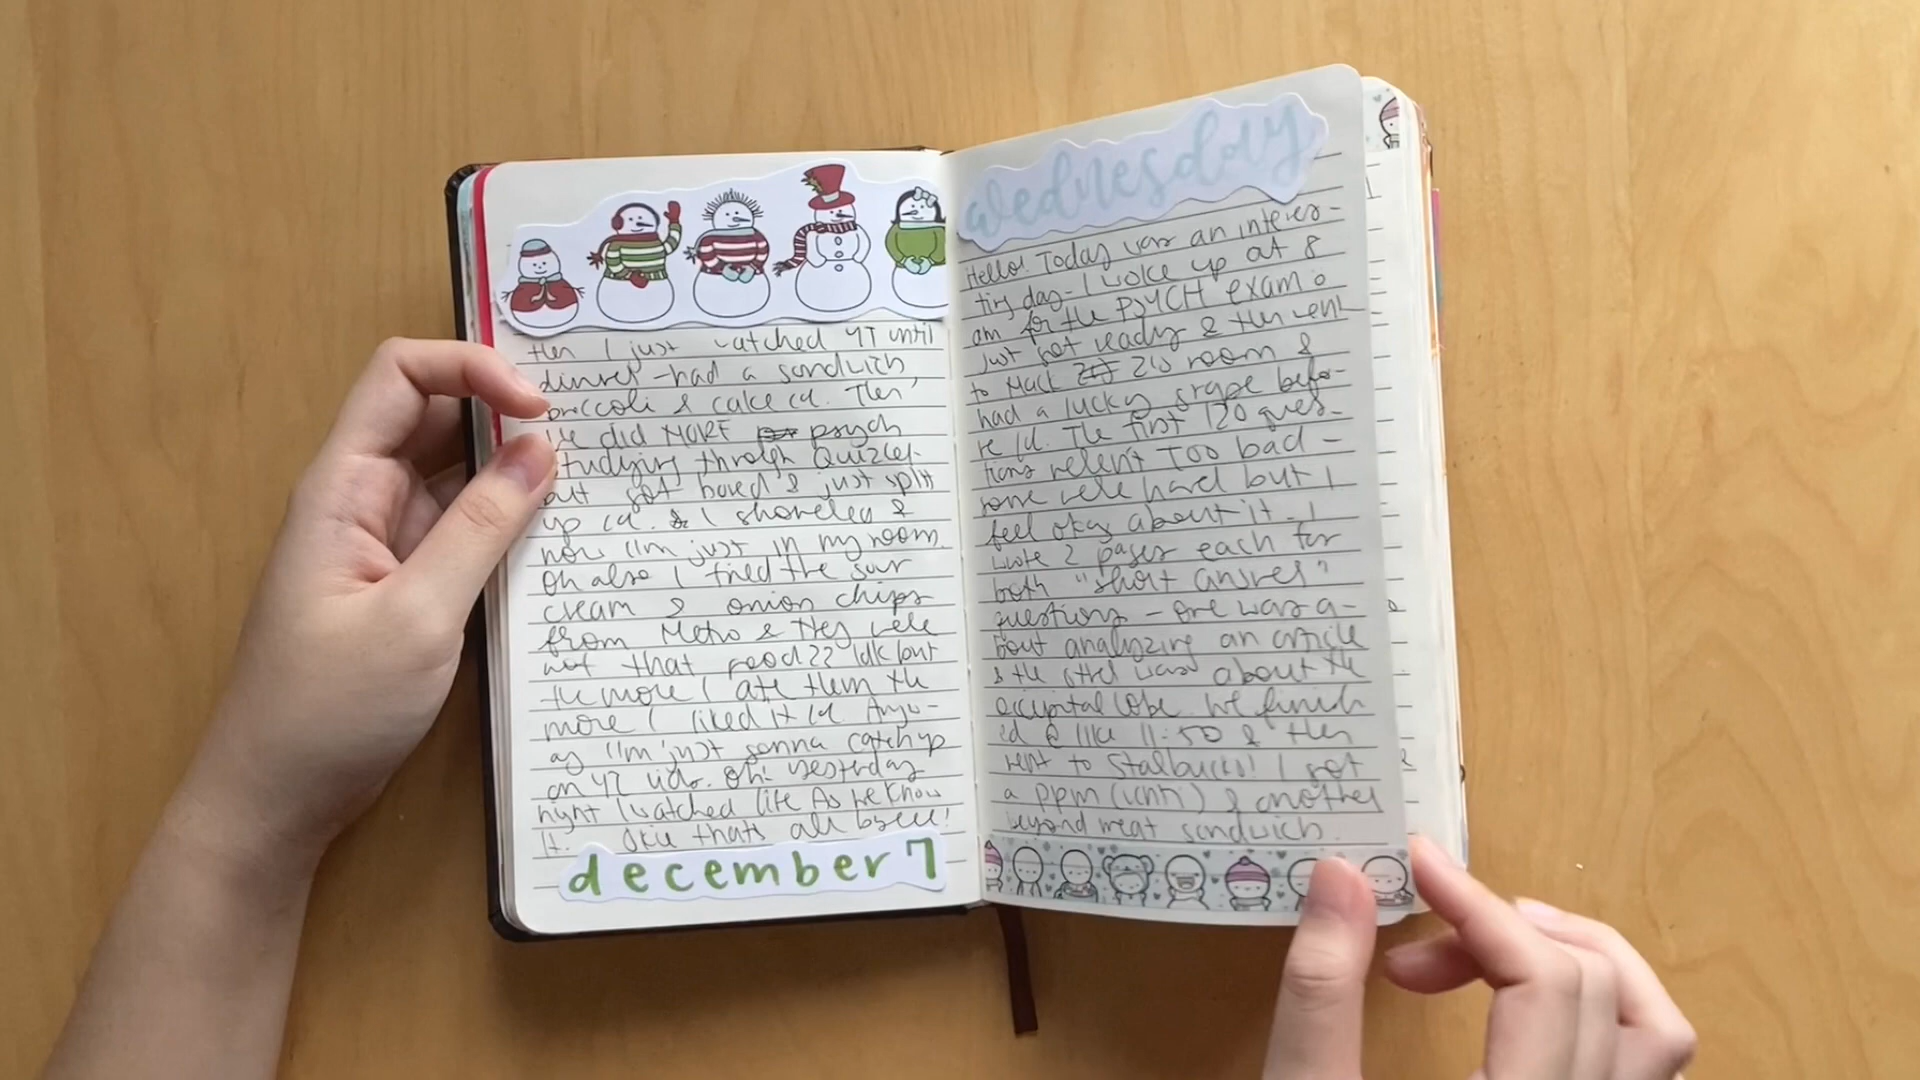 then I just watched YT until
dinner - had a sandwich,
broccoli & cake lol. Then
we did MORE psych
studying through Quizlet
but got bored & just split
up lol. & I showered &
now I'm just in my room
Oh also I tried the sour
cream & onion chips
from Metro & they were
not that good?? Idk but
the more I ate them the
more I liked it lol Anyw-
ay I'm just gonna catch up
on YT vids. Oh! yesterday
night I watched Life As We Know
It. Okie thats all byeee!
december 7
wednesday
Hello! Today was an interes-
ting day - I woke up at 8
am for the PSYCH exam
just got ready & then went
to Mack 215 room &
had a lucky grape befo-
re lol. The first 120 ques-
tions weren't TOO bad -
some were hard but I
feel okay about it. I
wrote 2 pages each for
both "short answer"
questions - one was a-
bout analyzing an article
& the other was about the
occipital lobe. We finish
ed @ like 11:50 & then
went to Starbucks! I got
a ppm (venti) & another
beyond meat sandwich.